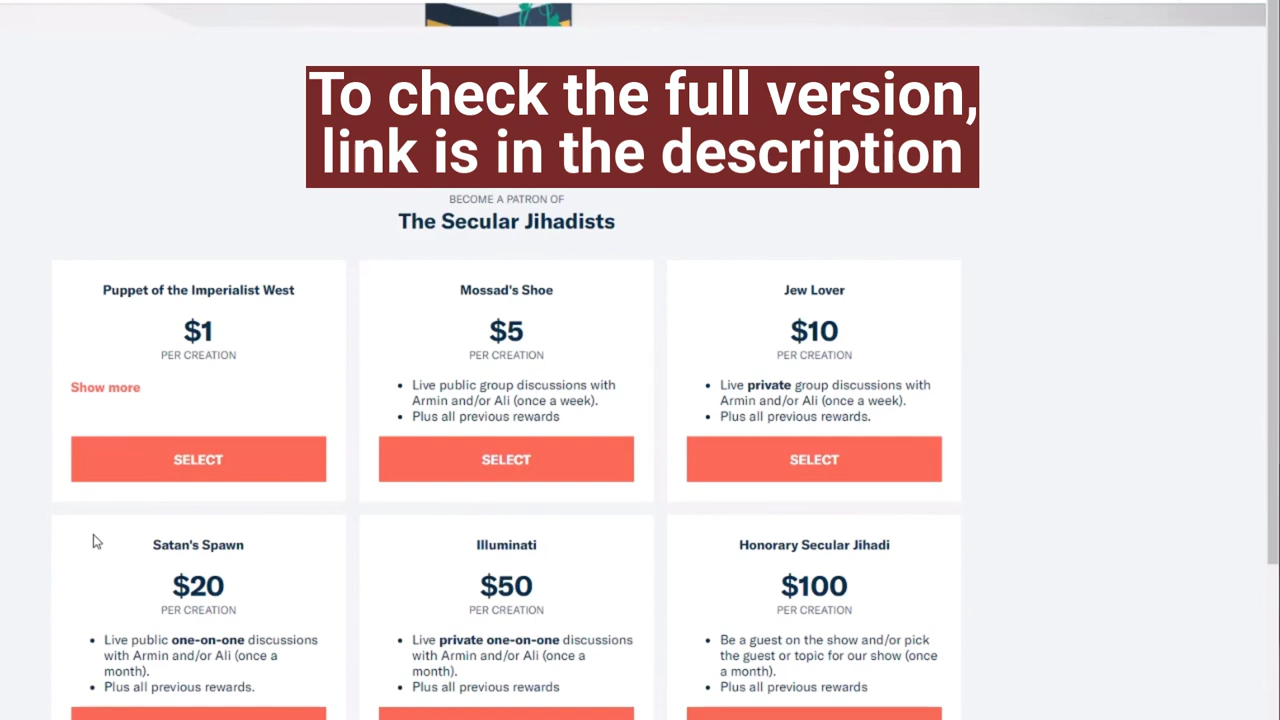 To check the full version,
link is in the description
BECOME A PATRON OF
The Secular Jihadists
Puppet of the Imperialist West
$1
PER CREATION
Show more
SELECT
Mossad's Shoe
$5
PER CREATION
• Live public group discussions with
Armin and/or Ali (once a week).
• Plus all previous rewards
SELECT
Jew Lover
$10
PER CREATION
• Live private group discussions with
Armin and/or Ali (once a week).
• Plus all previous rewards.
SELECT
Satan's Spawn
$20
PER CREATION
• Live public one-on-one discussions
with Armin and/or Ali (once a
month).
• Plus all previous rewards.
Illuminati
$50
PER CREATION
• Live private one-on-one discussions
with Armin and/or Ali (once a
month).
• Plus all previous rewards
Honorary Secular Jihadi
$100
PER CREATION
• Be a guest on the show and/or pick
the guest or topic for our show (once
a month).
• Plus all previous rewards